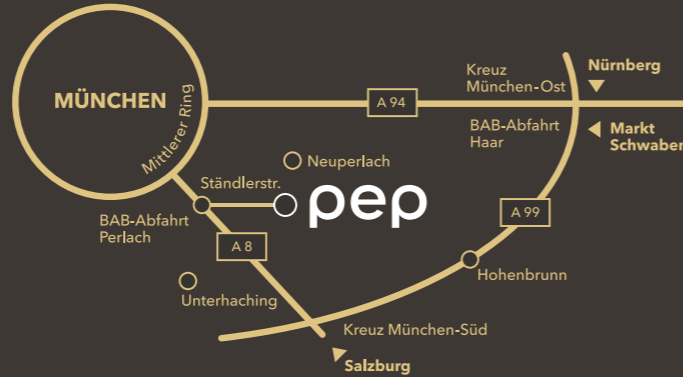 MÜNCHEN
Mittlerer Ring
A 94
Kreuz
München-Ost
Nürnberg
BAB-Abfahrt
Haar
Markt
Schwaben
Neuperlach
Ständlerstr.
pep
BAB-Abfahrt
Perlach
A 8
A 99
Unterhaching
Hohenbrunn
Kreuz München-Süd
Salzburg